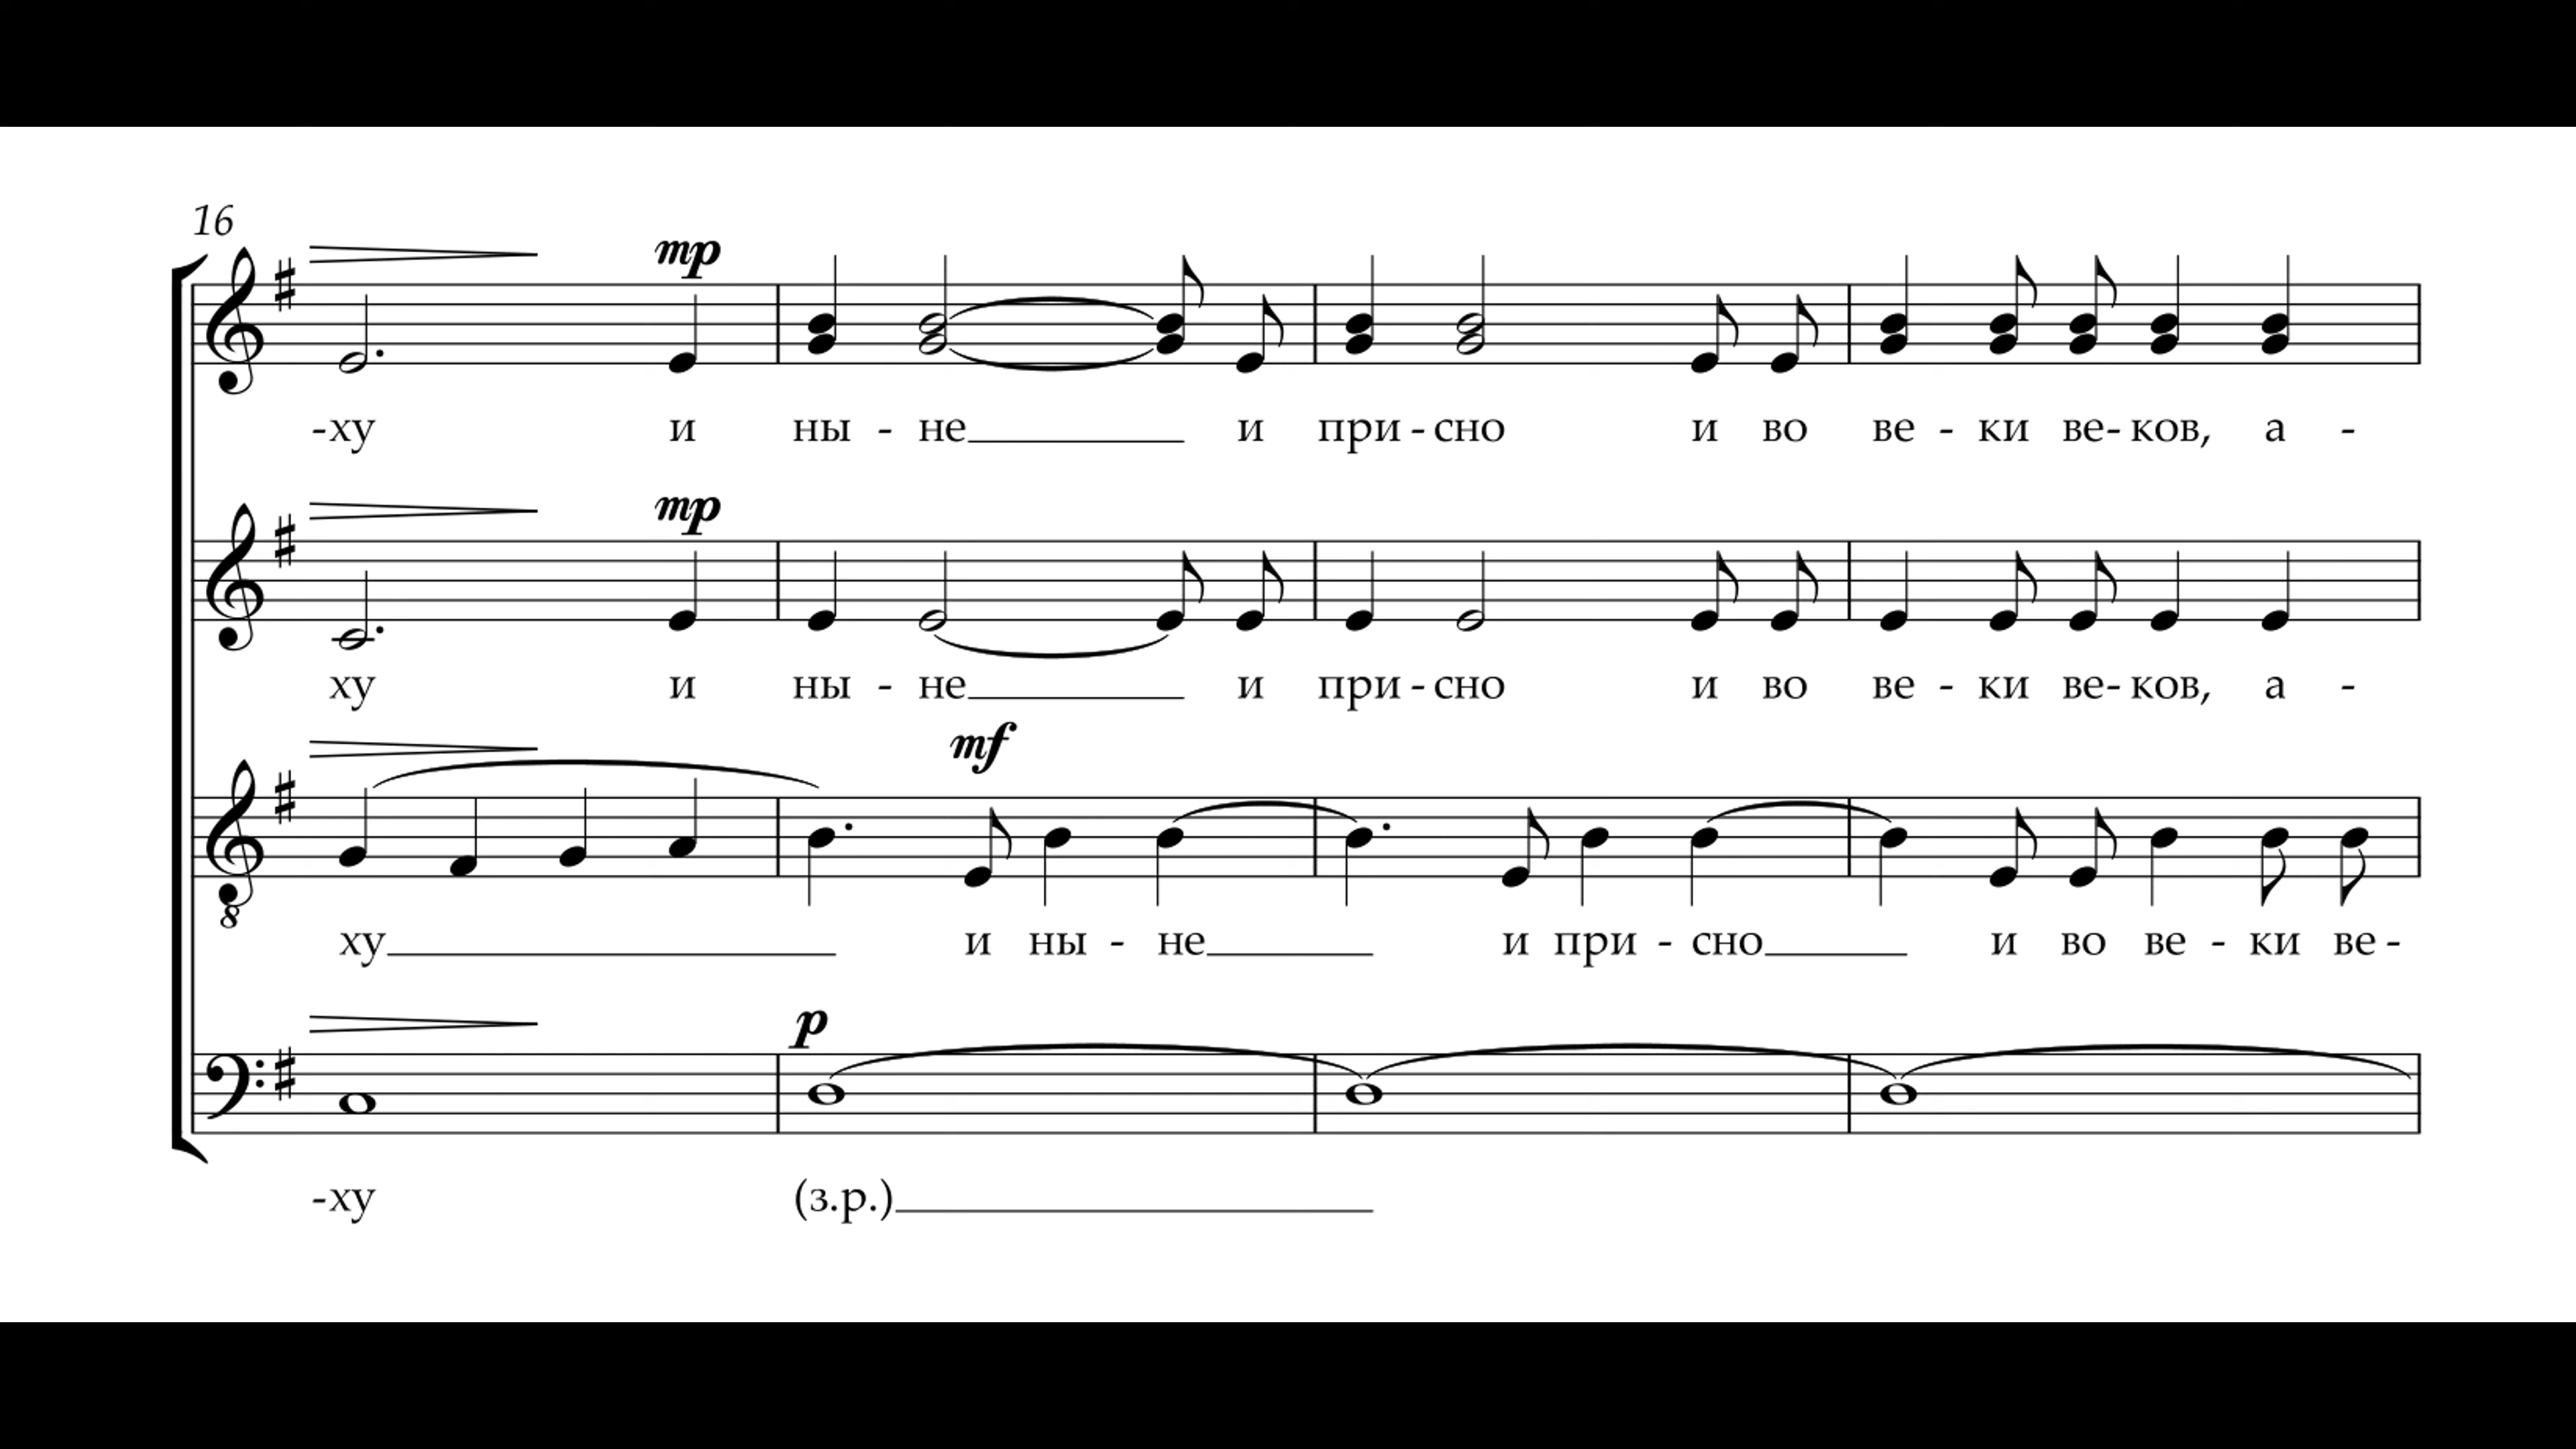 16
mp
-ху и ны - не и при - сно и во ве - ки ве- ков, а -
mp
ху и ны - не и при - сно и во ве - ки ве- ков, а -
mf
8
ху и ны - не и при - сно и во ве - ки ве -
p
-ху (з.р.)